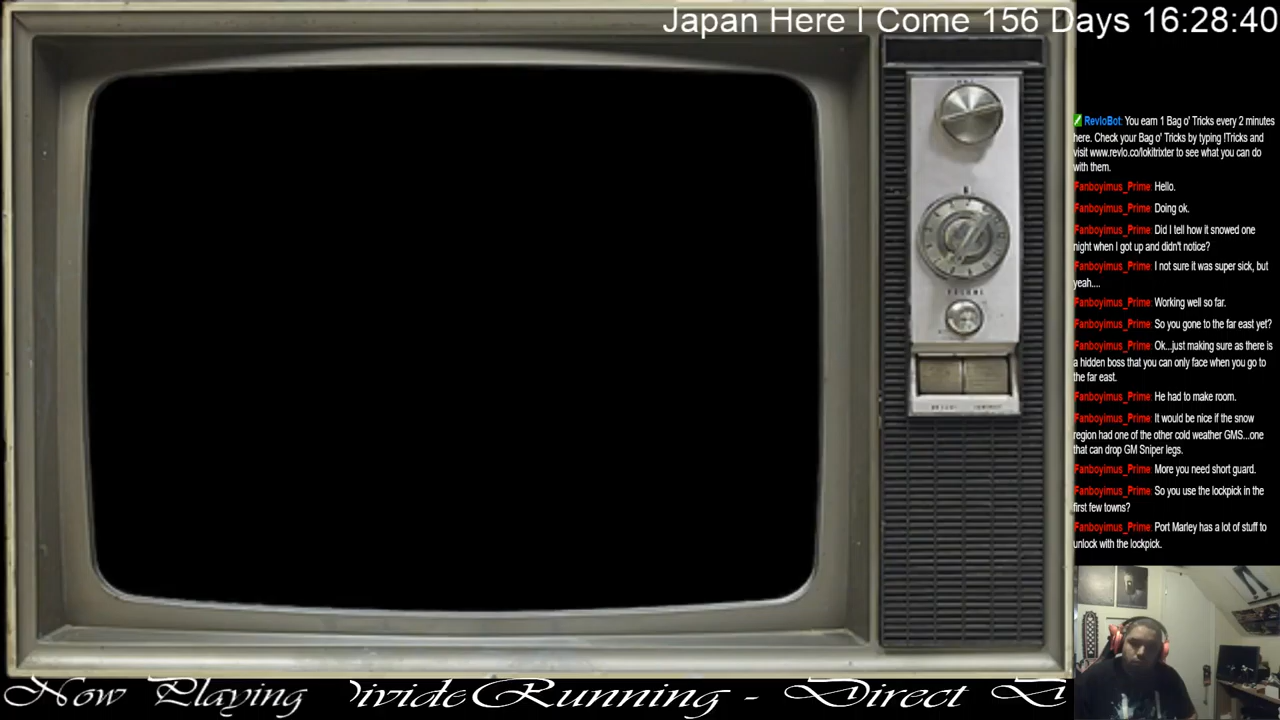 Japan Here I Come 156 Days 16:28:40
RevloBot: You earn 1 Bag o' Tricks every 2 minutes
here. Check your Bag o' Tricks by typing !Tricks and
visit www.revlo.co/lokitrixter to see what you can do
with them.
Fanboyimus_Prime: Hello.
Fanboyimus_Prime: Doing ok.
Fanboyimus_Prime: Did I tell how it snowed one
night when I got up and didn't notice?
Fanboyimus_Prime: I not sure it was super sick, but
yeah....
Fanboyimus_Prime: Working well so far.
Fanboyimus_Prime: So you gone to the far east yet?
Fanboyimus_Prime: Ok...just making sure as there is
a hidden boss that you can only face when you go to
the far east.
Fanboyimus_Prime: He had to make room.
Fanboyimus_Prime: It would be nice if the snow
region had one of the other cold weather GMS...one
that can drop GM Sniper legs.
Fanboyimus_Prime: More you need short guard.
Fanboyimus_Prime: So you use the lockpick in the
first few towns?
Fanboyimus_Prime: Port Marley has a lot of stuff to
unlock with the lockpick.
VOLUME
Now Playing ivideRunning - Direct D